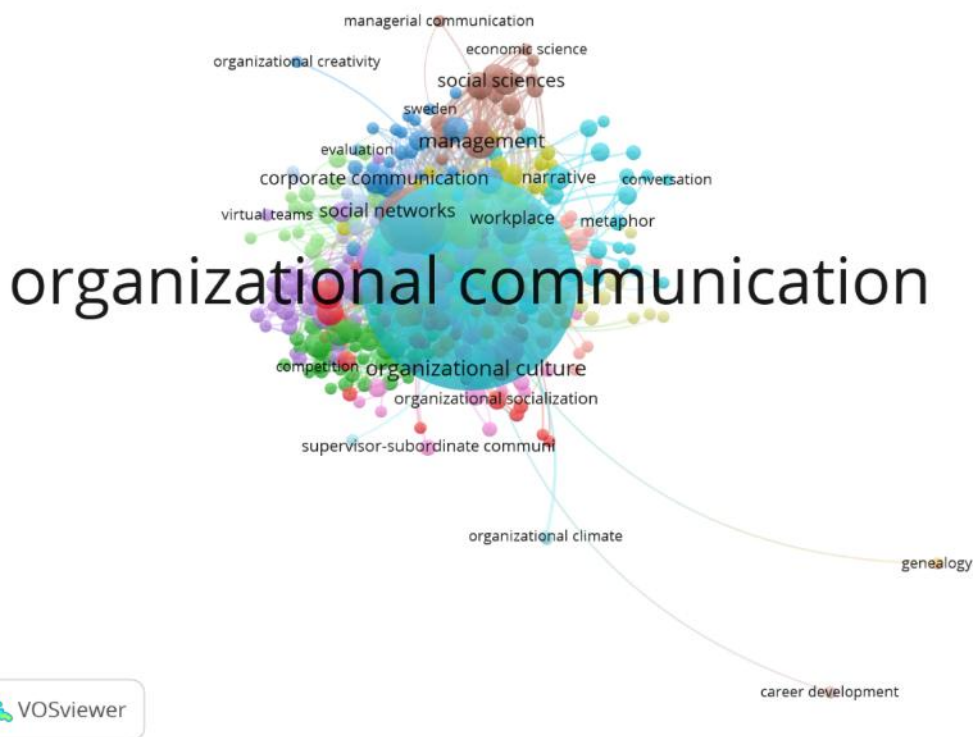 managerial communication
economic science
organizational creativity
social sciences
sweden
management
evaluation
corporate communication
narrative
conversation
virtual teams
social networks
workplace
metaphor
organizational communication
competition
organizational culture
organizational socialization
supervisor-subordinate communi
organizational climate
genealogy
career development
VOSviewer